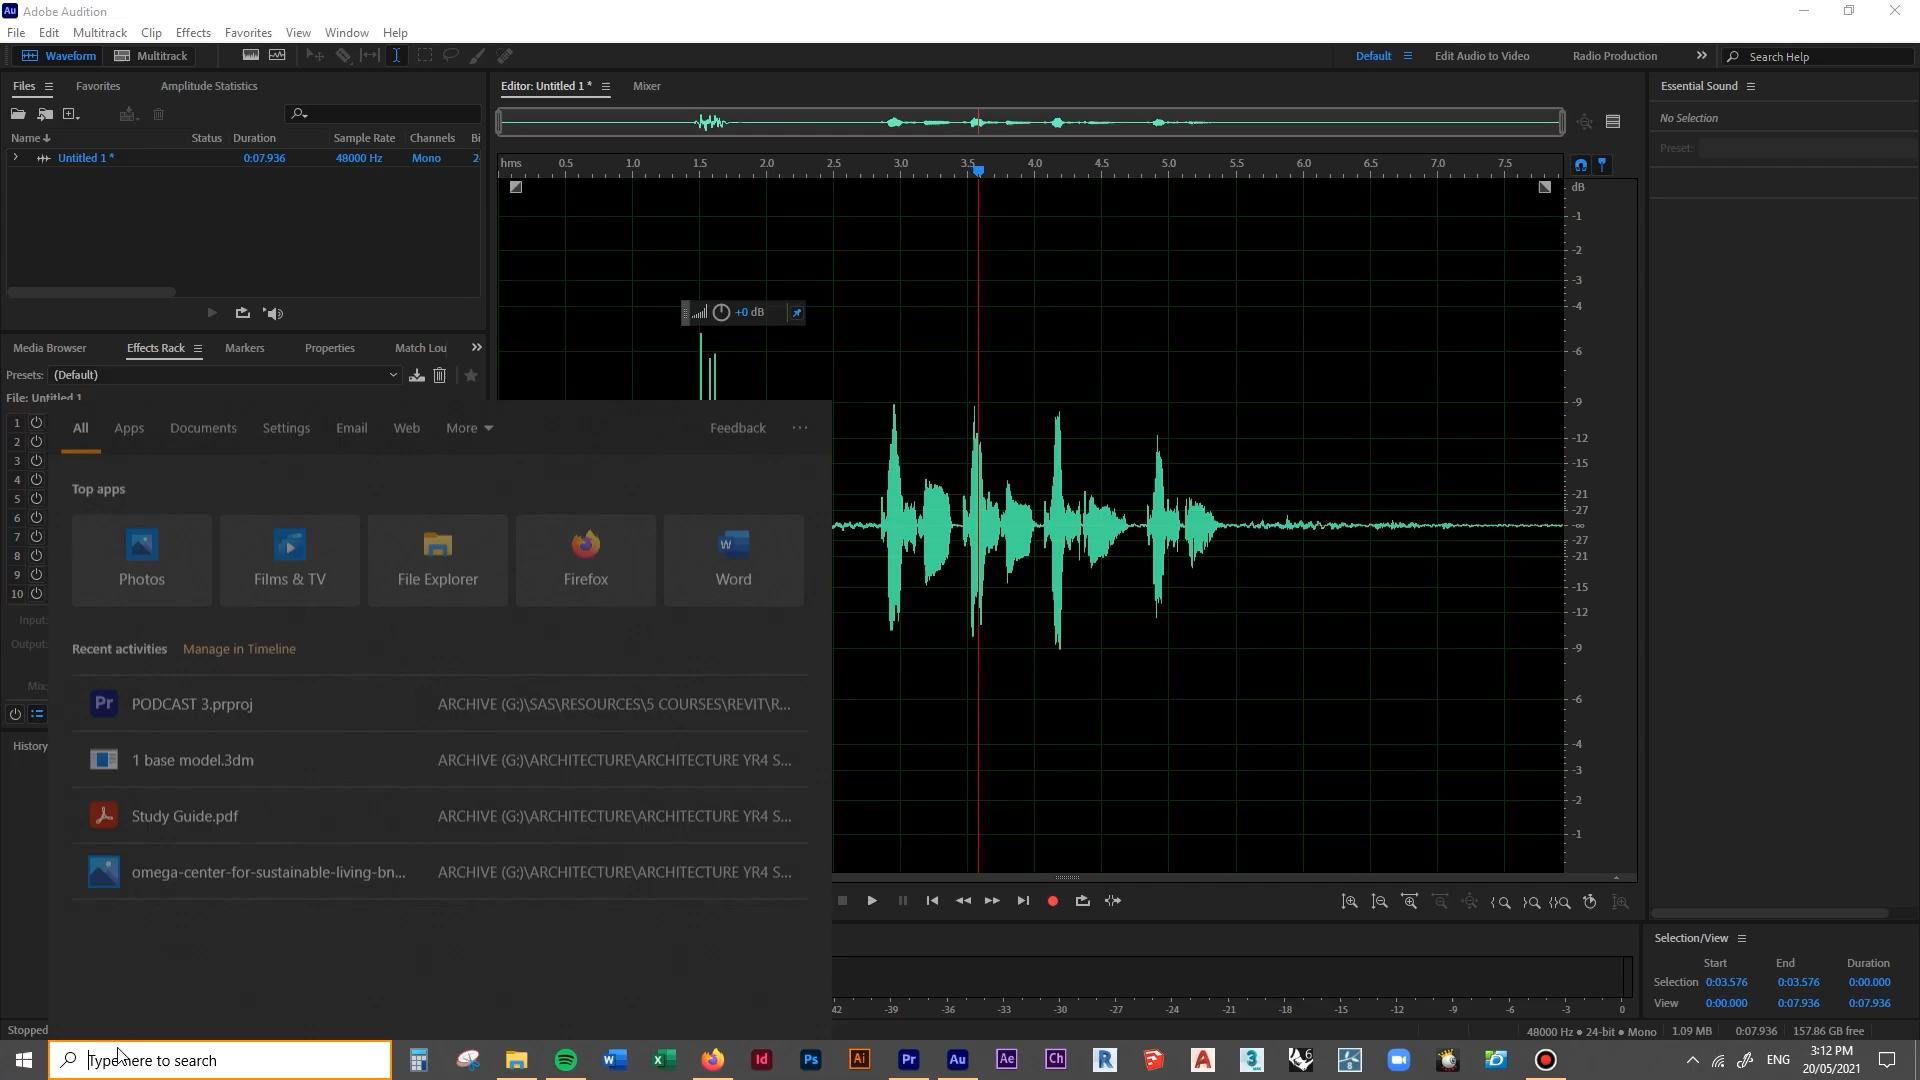 Au Adobe Audition
File Edit Multitrack Clip Effects Favorites View Window Help
Waveform Multitrack Default Edit Audio to Video Radio Production Search Help
Files Favorites Amplitude Statistics
Name Status Duration Sample Rate Channels Bi
Untitled 1 * 0:07.936 48000 Hz Mono 2
Media Browser Effects Rack Markers Properties Match Lou
Presets: (Default)
File: Untitled 1
1
2
3
4
5
6
7
8
9
10
Input:
Output:
Mix:
History
Stopped
Editor: Untitled 1 * Mixer
hms 0.5 1.0 1.5 2.0 2.5 3.0 3.5 4.0 4.5 5.0 5.5 6.0 6.5 7.0 7.5
+0 dB
dB
-1
-2
-3
-4
-6
-9
-12
-15
-21
-27
-∞
-27
-21
-15
-12
-9
-6
-4
-3
-2
-1
All Apps Documents Settings Email Web More Feedback ...
Top apps
Photos Films & TV File Explorer Firefox Word
Recent activities Manage in Timeline
PODCAST 3.prproj ARCHIVE (G:)\SAS\RESOURCES\5 COURSES\REVIT\R...
1 base model.3dm ARCHIVE (G:)\ARCHITECTURE\ARCHITECTURE YR4 S...
Study Guide.pdf ARCHIVE (G:)\ARCHITECTURE\ARCHITECTURE YR4 S...
omega-center-for-sustainable-living-bn... ARCHIVE (G:)\ARCHITECTURE\ARCHITECTURE YR4 S...
42 -39 -36 -33 -30 -27 -24 -21 -18 -15 -12 -9 -6 -3 0
Essential Sound
No Selection
Preset:
Selection/View
Start End Duration
Selection 0:03.576 0:03.576 0:00.000
View 0:00.000 0:07.936 0:07.936
48000 Hz • 24-bit • Mono 1.09 MB 0:07.936 157.86 GB free
Type here to search
Id Ps Ai Pr Au Ae Ch R A 3 6 8
ENG
3:12 PM
20/05/2021